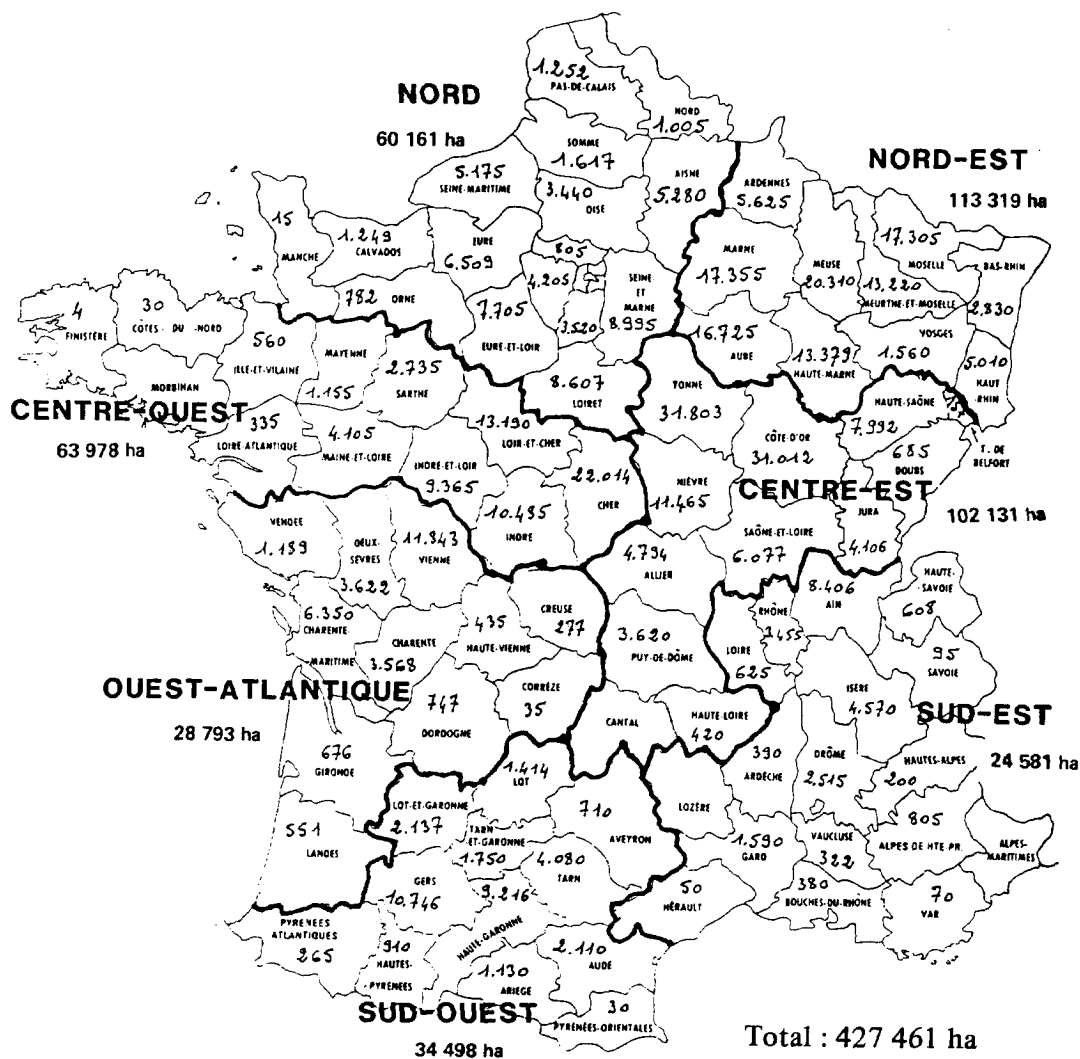 1.252
PAS-DE-CALAIS
NORD
60 161 ha
NORD
1.005
SOMME
1.617
5.175
SEINE-MARITIME
3.440
OISE
AISNE
5.280
ARDENNES
5.625
NORD-EST
113 319 ha
15
MANCHE
1.249
CALVADOS
EURE
6.509
805
4.205
SEINE
ET
MARNE
8.995
MARNE
17.355
MEUSE
20.310
17.305
MOSELLE
13.220
MEURTHE-ET-MOSELLE
BAS-RHIN
2.830
782
ORNE
7.705
EURE-ET-LOIR
3.520
16.725
AUBE
13.379
HAUTE-MARNE
VOSGES
1.560
5.010
HAUT
RHIN
4
FINISTÈRE
30
CÔTES-DU-NORD
560
ILLE-ET-VILAINE
MAYENNE
1.155
2.735
SARTHE
8.607
LOIRET
YONNE
31.803
HAUTE-SAÔNE
7.992
T. DE
BELFORT
MORBIHAN
CENTRE-OUEST
63 978 ha
335
LOIRE-ATLANTIQUE
4.105
MAINE-ET-LOIRE
INDRE-ET-LOIR
9.365
13.190
LOIR-ET-CHER
22.014
CHER
NIÈVRE
11.465
CÔTE-D'OR
31.012
685
DOUBS
CENTRE-EST
102 131 ha
JURA
4.106
VENDEE
1.189
DEUX-
SEVRES
3.622
11.843
VIENNE
10.485
INDRE
4.794
ALLIER
SAÔNE-ET-LOIRE
6.077
8.406
AIN
HAUTE-
SAVOIE
608
6.350
CHARENTE
MARITIME
CHARENTE
3.568
435
HAUTE-VIENNE
CREUSE
277
3.620
PUY-DE-DÔME
LOIRE
625
RHÔNE
1455
95
SAVOIE
OUEST-ATLANTIQUE
28 793 ha
747
DORDOGNE
CORRÈZE
35
CANTAL
HAUTE-LOIRE
420
ISÈRE
4.570
SUD-EST
24 581 ha
676
GIRONDE
1.414
LOT
390
ARDÈCHE
DRÔME
2.515
HAUTES-ALPES
200
551
LANDES
LOT-ET-GARONNE
2.137
TARN
ET-GARONNE
1.750
710
AVEYRON
LOZÈRE
1.590
GARD
VAUCLUSE
322
805
ALPES DE HTE PR.
ALPES-
MARITIMES
GERS
10.746
9.216
4.080
TARN
50
HÉRAULT
380
BOUCHES-DU-RHÔNE
70
VAR
PYRENEES
ATLANTIQUES
265
910
HAUTES-
PYRENÉES
HAUTE-GARONNE
1.130
ARIEGE
2.110
AUDE
30
PYRENÉES-ORIENTALES
SUD-OUEST
34 498 ha
Total : 427 461 ha